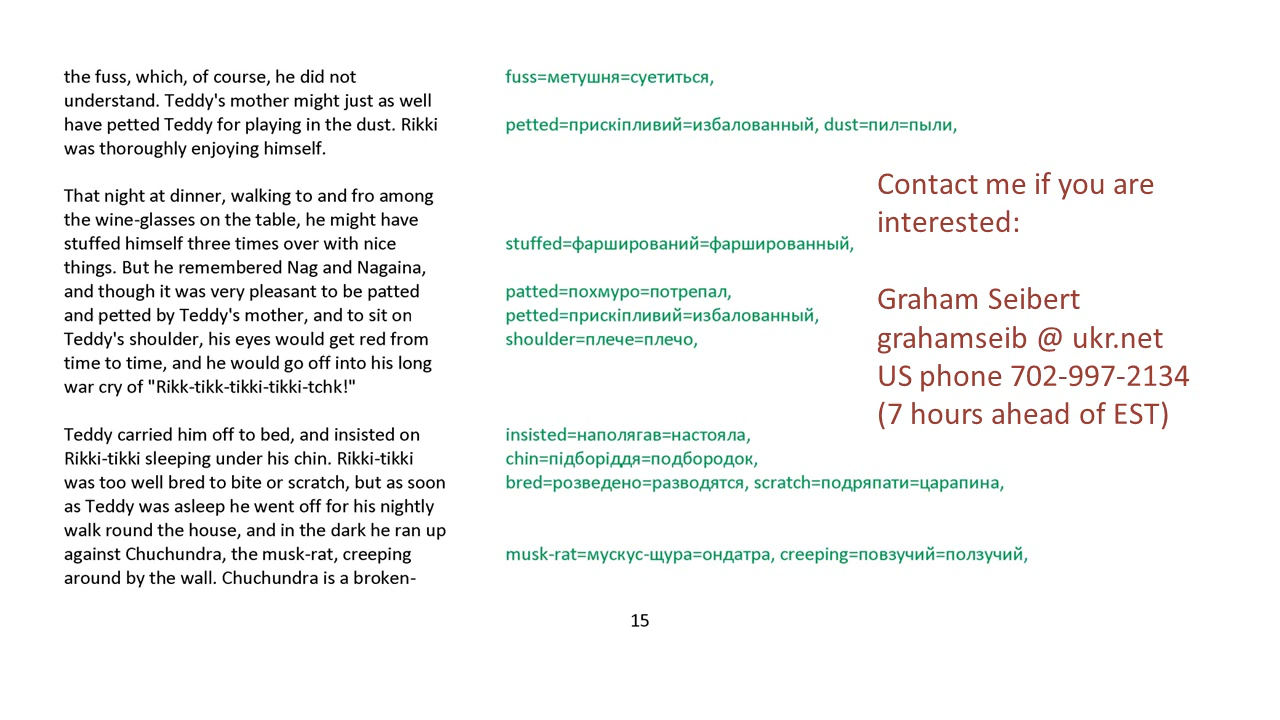 the fuss, which, of course, he did not
understand. Teddy's mother might just as well
have petted Teddy for playing in the dust. Rikki
was thoroughly enjoying himself.
That night at dinner, walking to and fro among
the wine-glasses on the table, he might have
stuffed himself three times over with nice
things. But he remembered Nag and Nagaina,
and though it was very pleasant to be patted
and petted by Teddy's mother, and to sit on
Teddy's shoulder, his eyes would get red from
time to time, and he would go off into his long
war cry of "Rikk-tikk-tikki-tikki-tchk!"
Teddy carried him off to bed, and insisted on
Rikki-tikki sleeping under his chin. Rikki-tikki
was too well bred to bite or scratch, but as soon
as Teddy was asleep he went off for his nightly
walk round the house, and in the dark he ran up
against Chuchundra, the musk-rat, creeping
around by the wall. Chuchundra is a broken-
fuss=метушня=суетиться,
petted=прискіпливий=избалованный, dust=пил=пыли,
stuffed=фарширований=фаршированный,
patted=похмуро=потрепал,
petted=прискіпливий=избалованный,
shoulder=плече=плечо,
insisted=наполягав=настояла,
chin=підборіддя=подбородок,
bred=розведено=разводятся, scratch=подряпати=царапина,
musk-rat=мускус-щура=ондатра, creeping=повзучий=ползучий,
Contact me if you are
interested:
Graham Seibert
grahamseib @ ukr.net
US phone 702-997-2134
(7 hours ahead of EST)
15